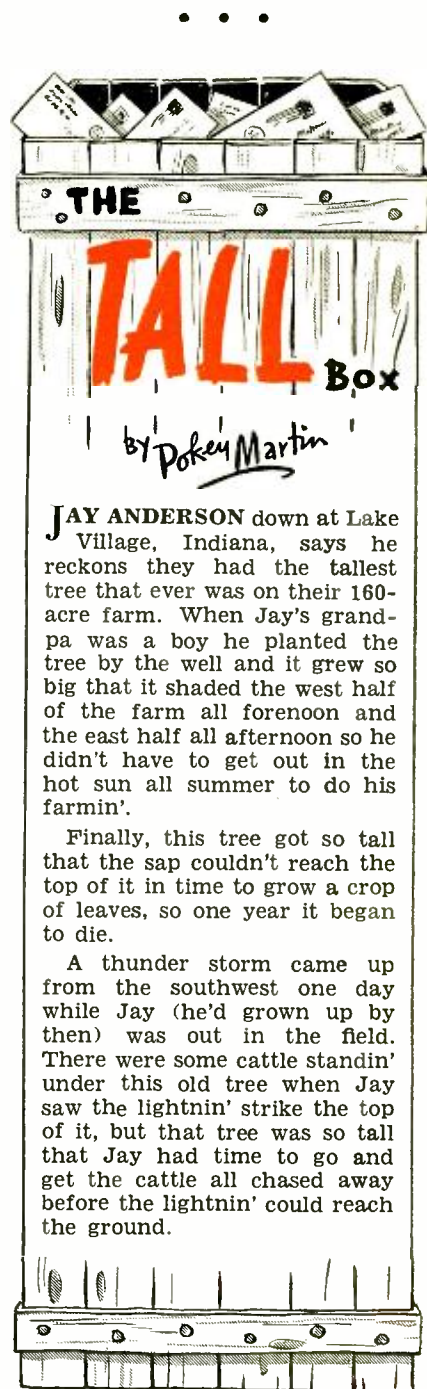 THE
TALL
Box
by Pokey Martin
JAY ANDERSON down at Lake
Village, Indiana, says he
reckons they had the tallest
tree that ever was on their 160-
acre farm. When Jay's grand-
pa was a boy he planted the
tree by the well and it grew so
big that it shaded the west half
of the farm all forenoon and
the east half all afternoon so he
didn't have to get out in the
hot sun all summer to do his
farmin'.
Finally, this tree got so tall
that the sap couldn't reach the
top of it in time to grow a crop
of leaves, so one year it began
to die.
A thunder storm came up
from the southwest one day
while Jay (he'd grown up by
then) was out in the field.
There were some cattle standin'
under this old tree when Jay
saw the lightnin' strike the top
of it, but that tree was so tall
that Jay had time to go and
get the cattle all chased away
before the lightnin' could reach
the ground.